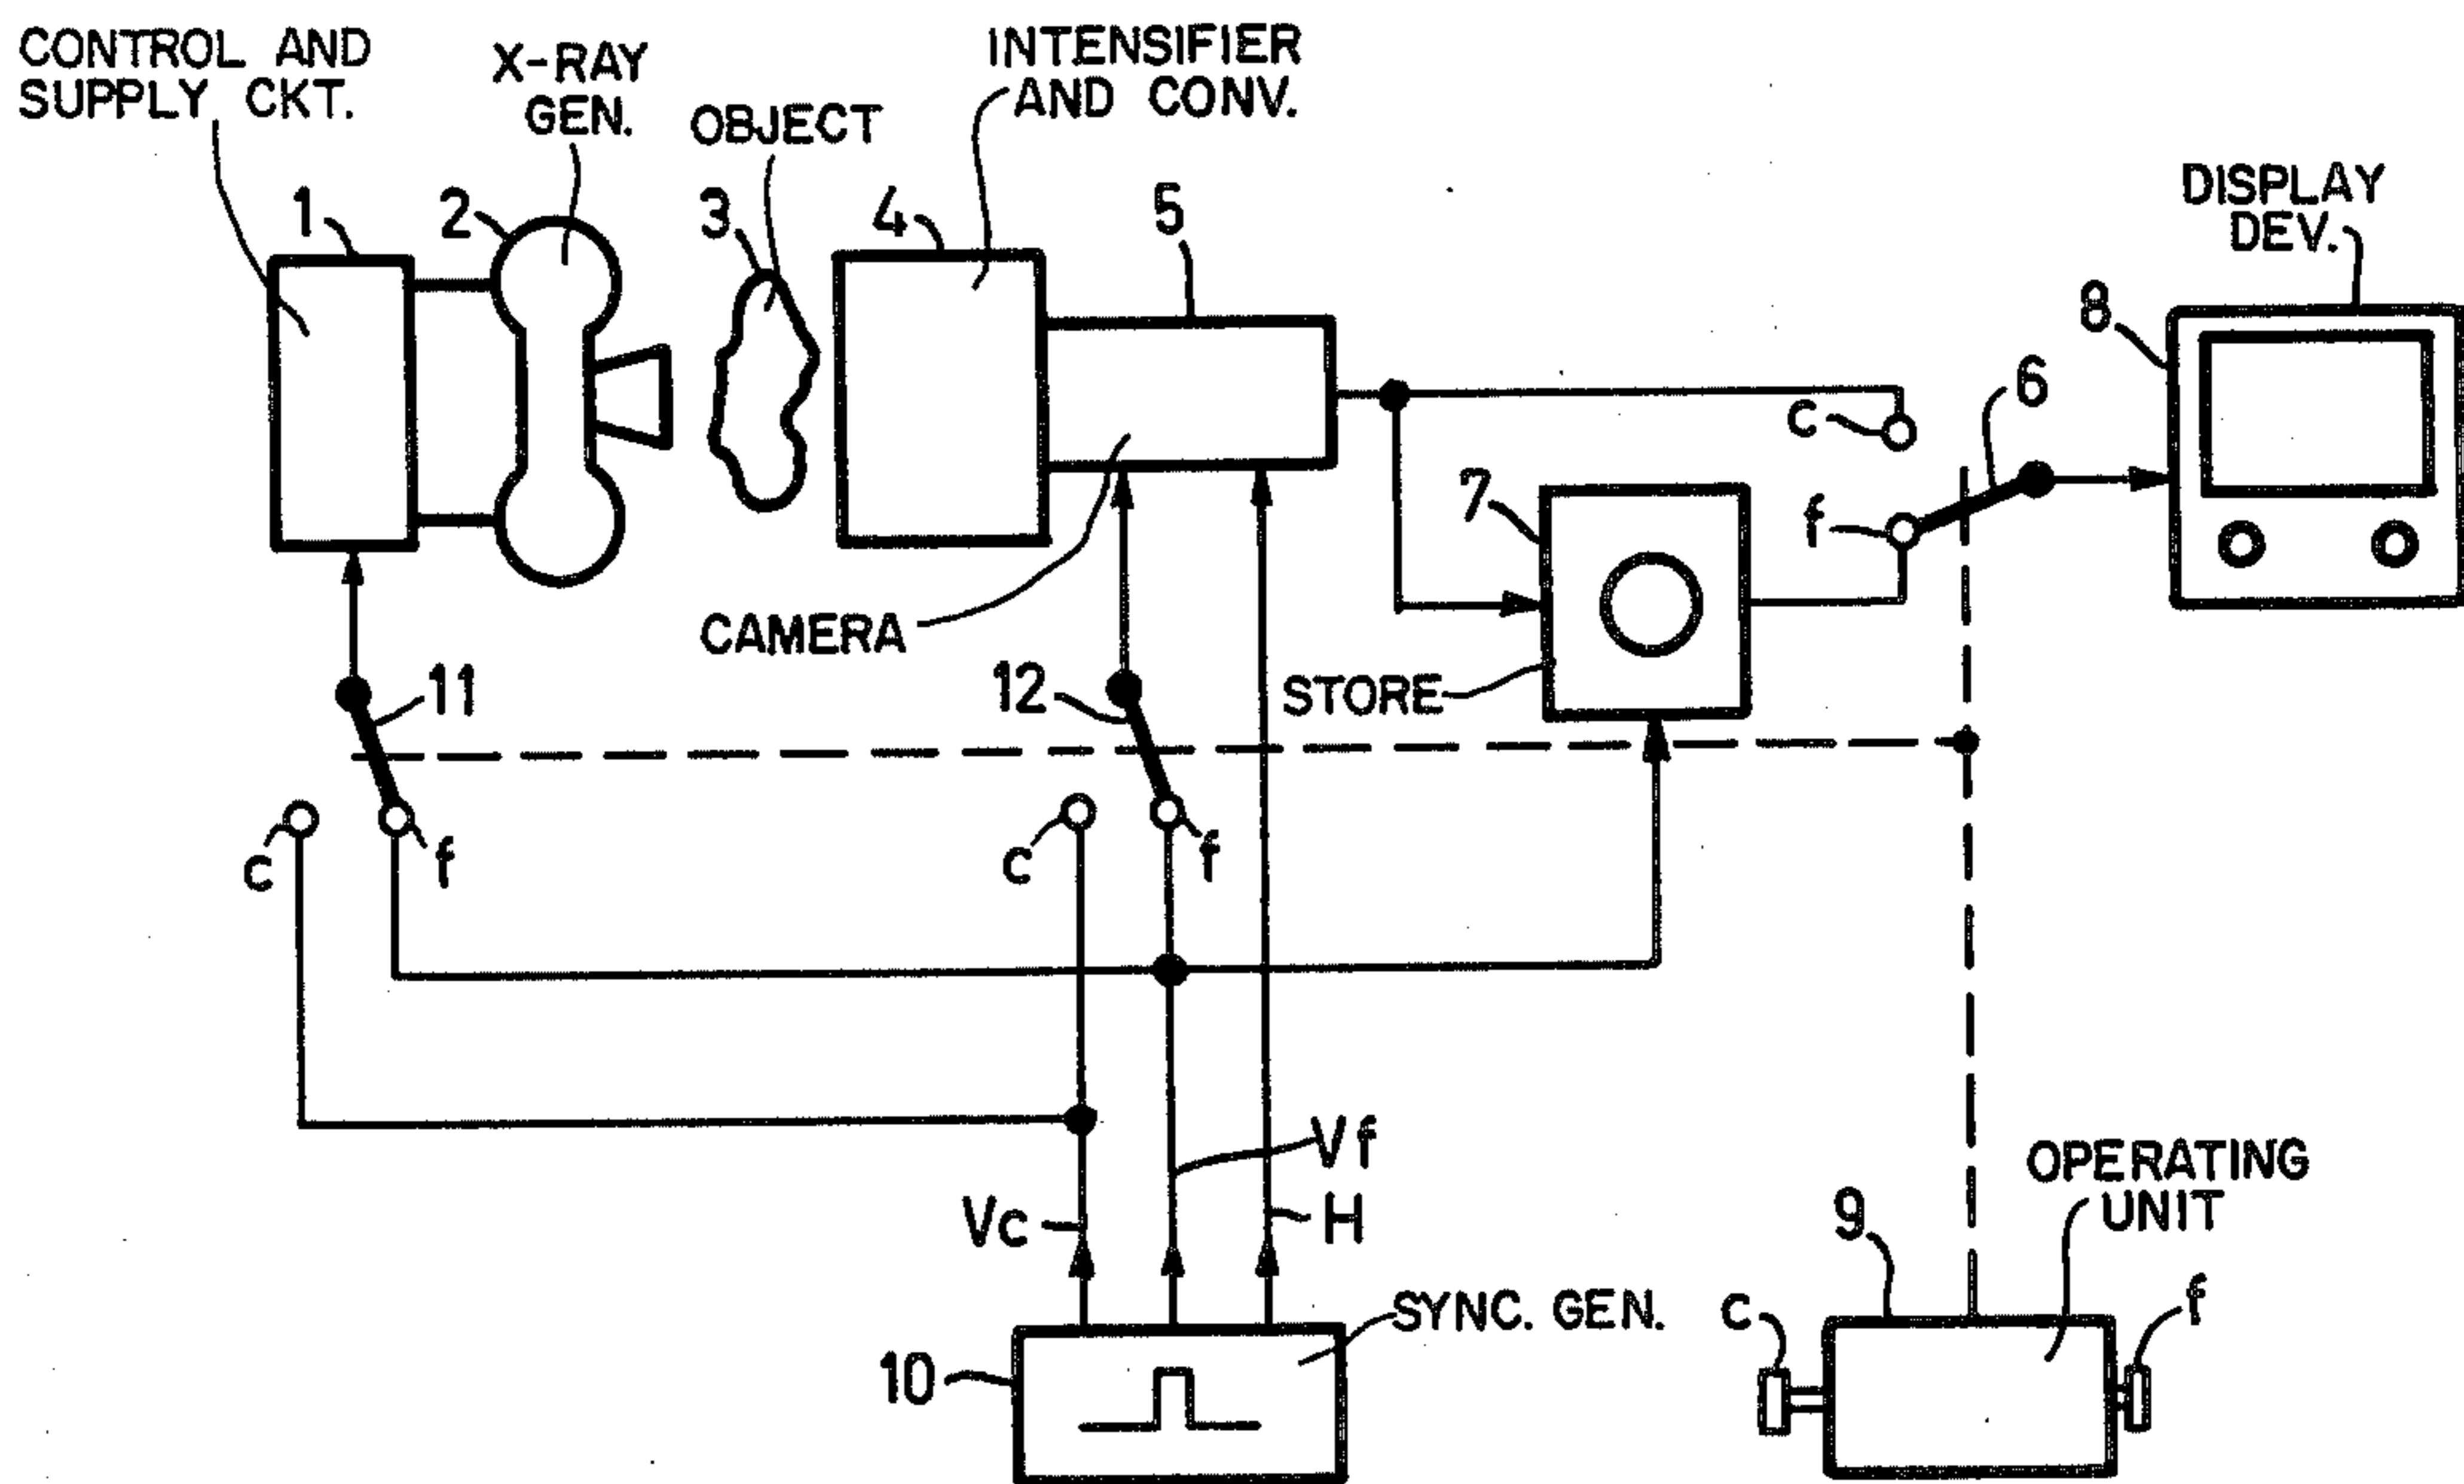 CONTROL AND
SUPPLY CKT.
X-RAY
GEN.
OBJECT
INTENSIFIER
AND CONV.
DISPLAY
DEV.
1
2
3
4
5
8
6
c
f
7
CAMERA
STORE
11
12
c
f
c
f
Vf
Vc
H
OPERATING
UNIT
9
SYNC. GEN.
c
f
10